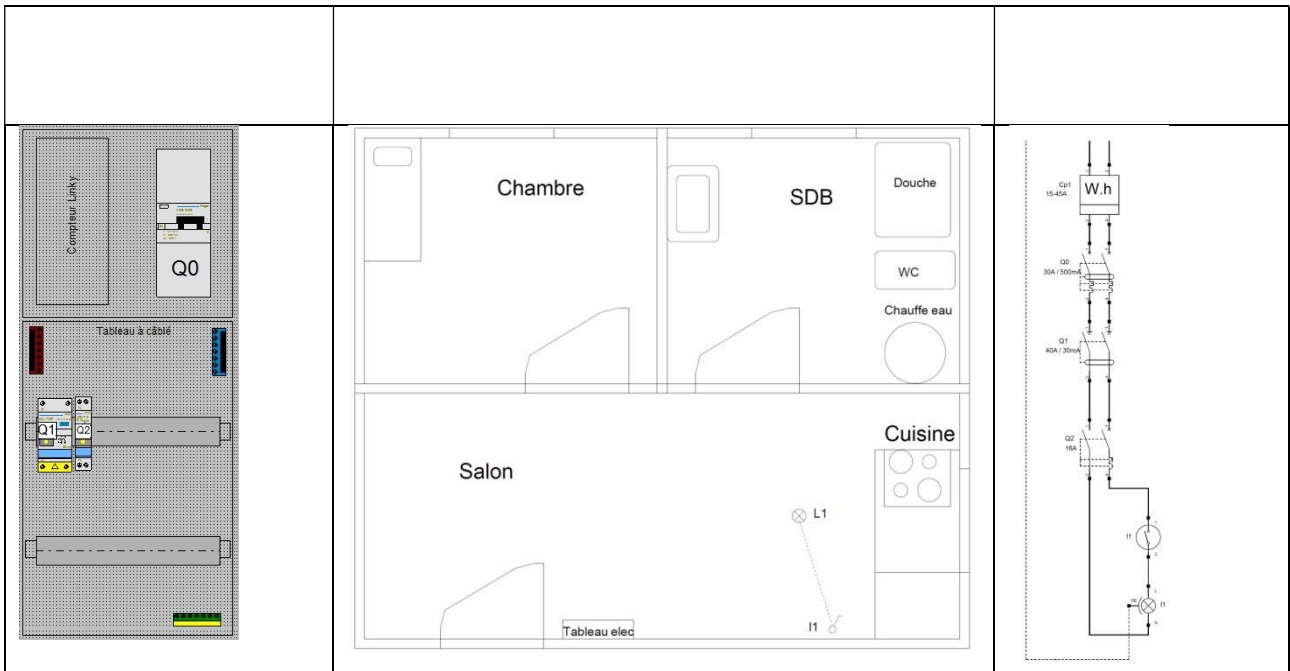 Compteur Linky
Q0
Tableau à câblé
Q1
Q2
Chambre
SDB
Douche
WC
Chauffe eau
Cuisine
Salon
L1
I1
Tableau elec
Cp1
15-45A
W.h
Q0
30A / 500mA
Q1
40A / 30mA
Q2
16A
I1
I1